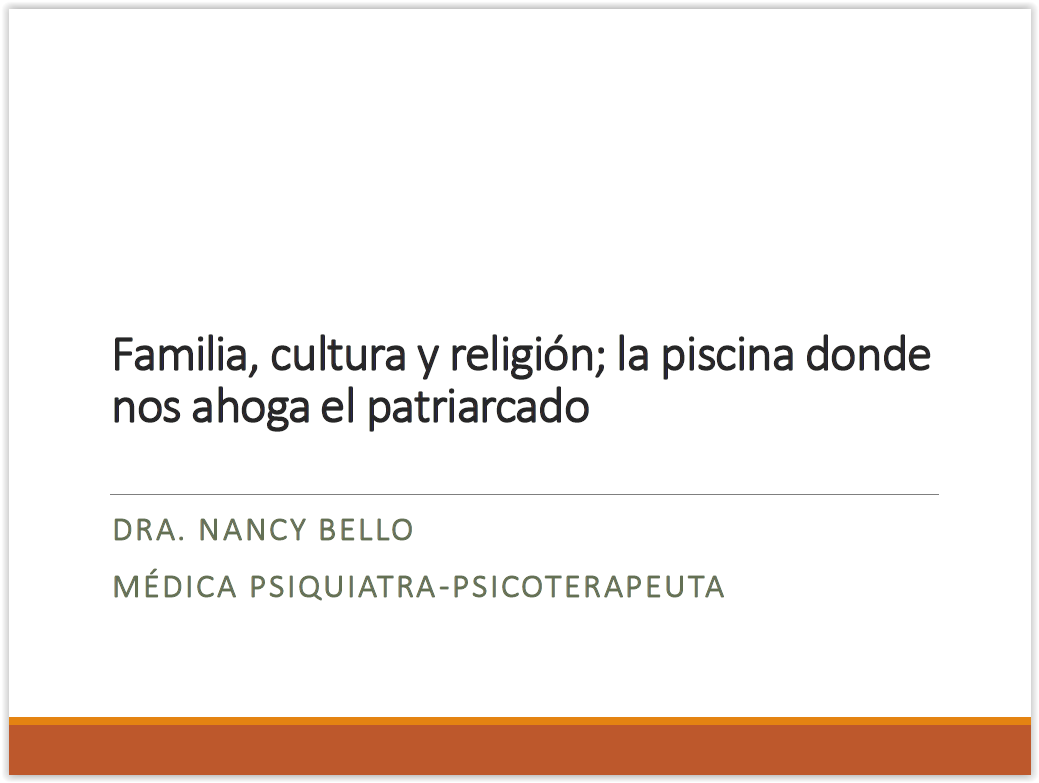 Familia, cultura y religión; la piscina donde
nos ahoga el patriarcado
DRA. NANCY BELLO
MÉDICA PSIQUIATRA-PSICOTERAPEUTA